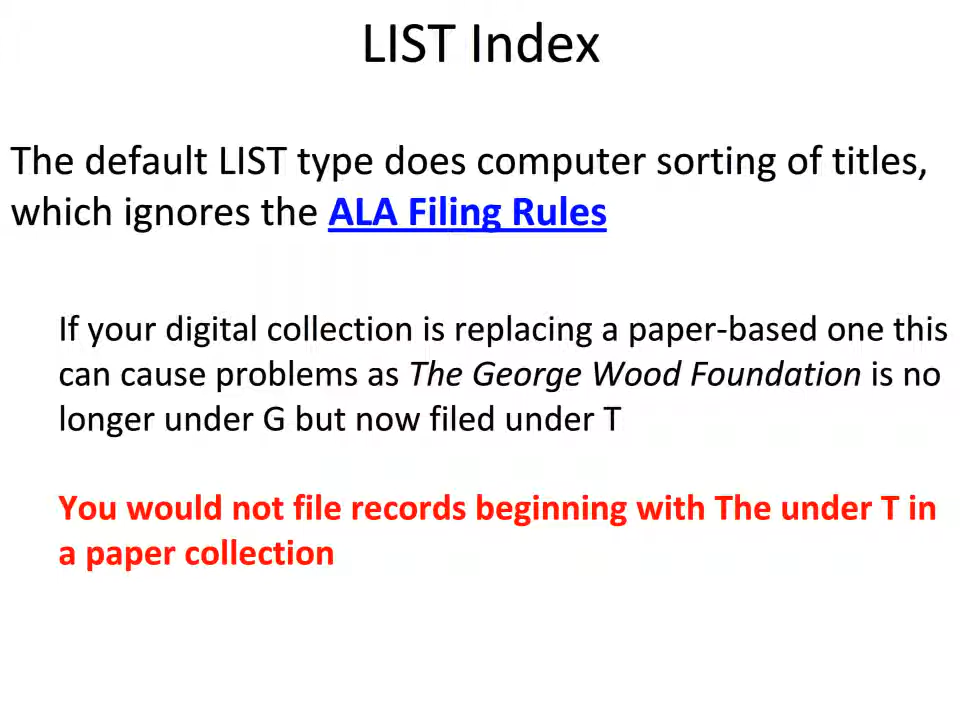 LIST Index
The default LIST type does computer sorting of titles,
which ignores the ALA Filing Rules
If your digital collection is replacing a paper-based one this
can cause problems as The George Wood Foundation is no
longer under G but now filed under T
You would not file records beginning with The under T in
a paper collection